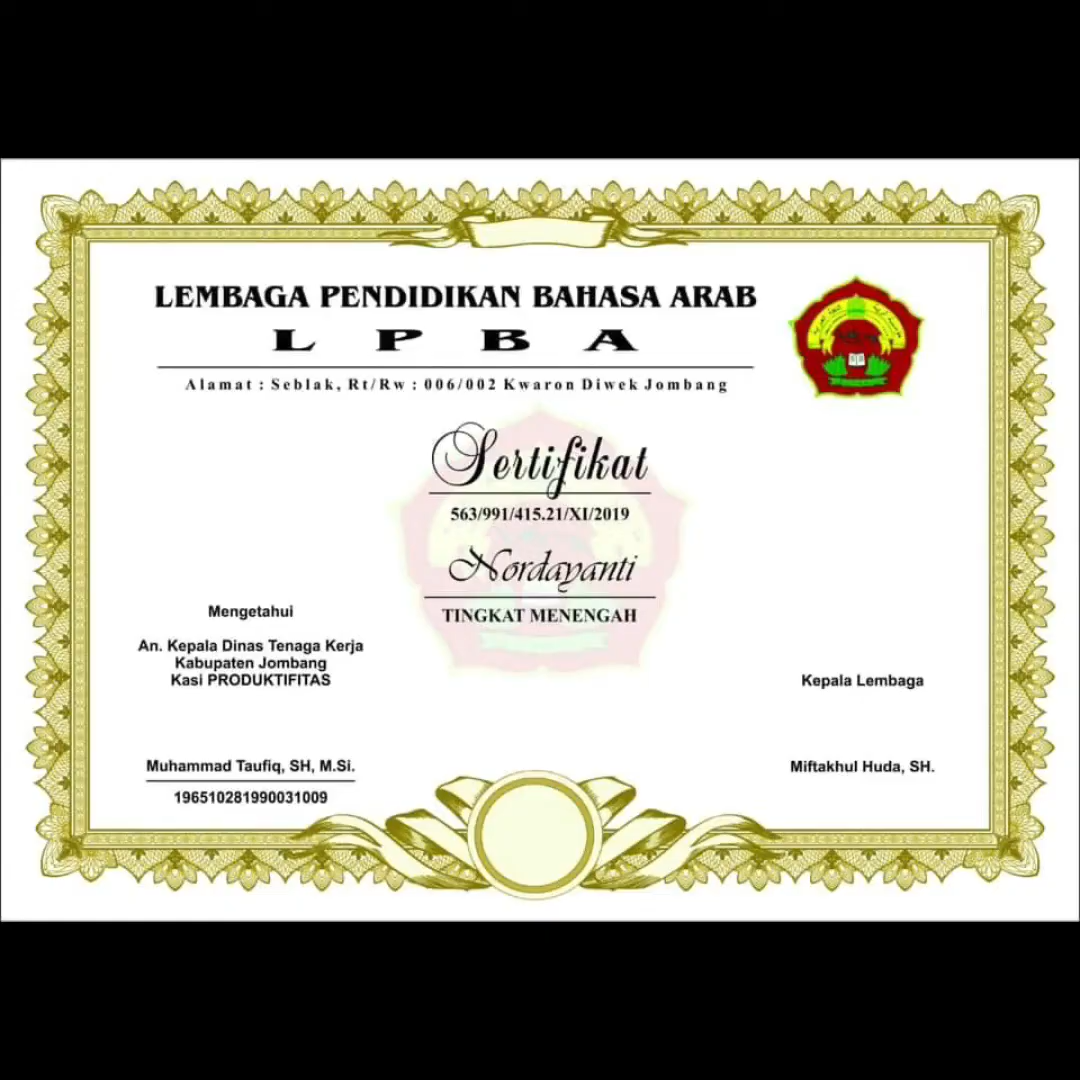 LEMBAGA PENDIDIKAN BAHASA ARAB
L P B A
Alamat : Seblak, Rt/Rw : 006/002 Kwaron Diwek Jombang
Sertifikat
563/991/415.21/XI/2019
Nordayanti
TINGKAT MENENGAH
Mengetahui
An. Kepala Dinas Tenaga Kerja
Kabupaten Jombang
Kasi PRODUKTIFITAS
Muhammad Taufiq, SH, M.Si.
196510281990031009
Kepala Lembaga
Miftakhul Huda, SH.